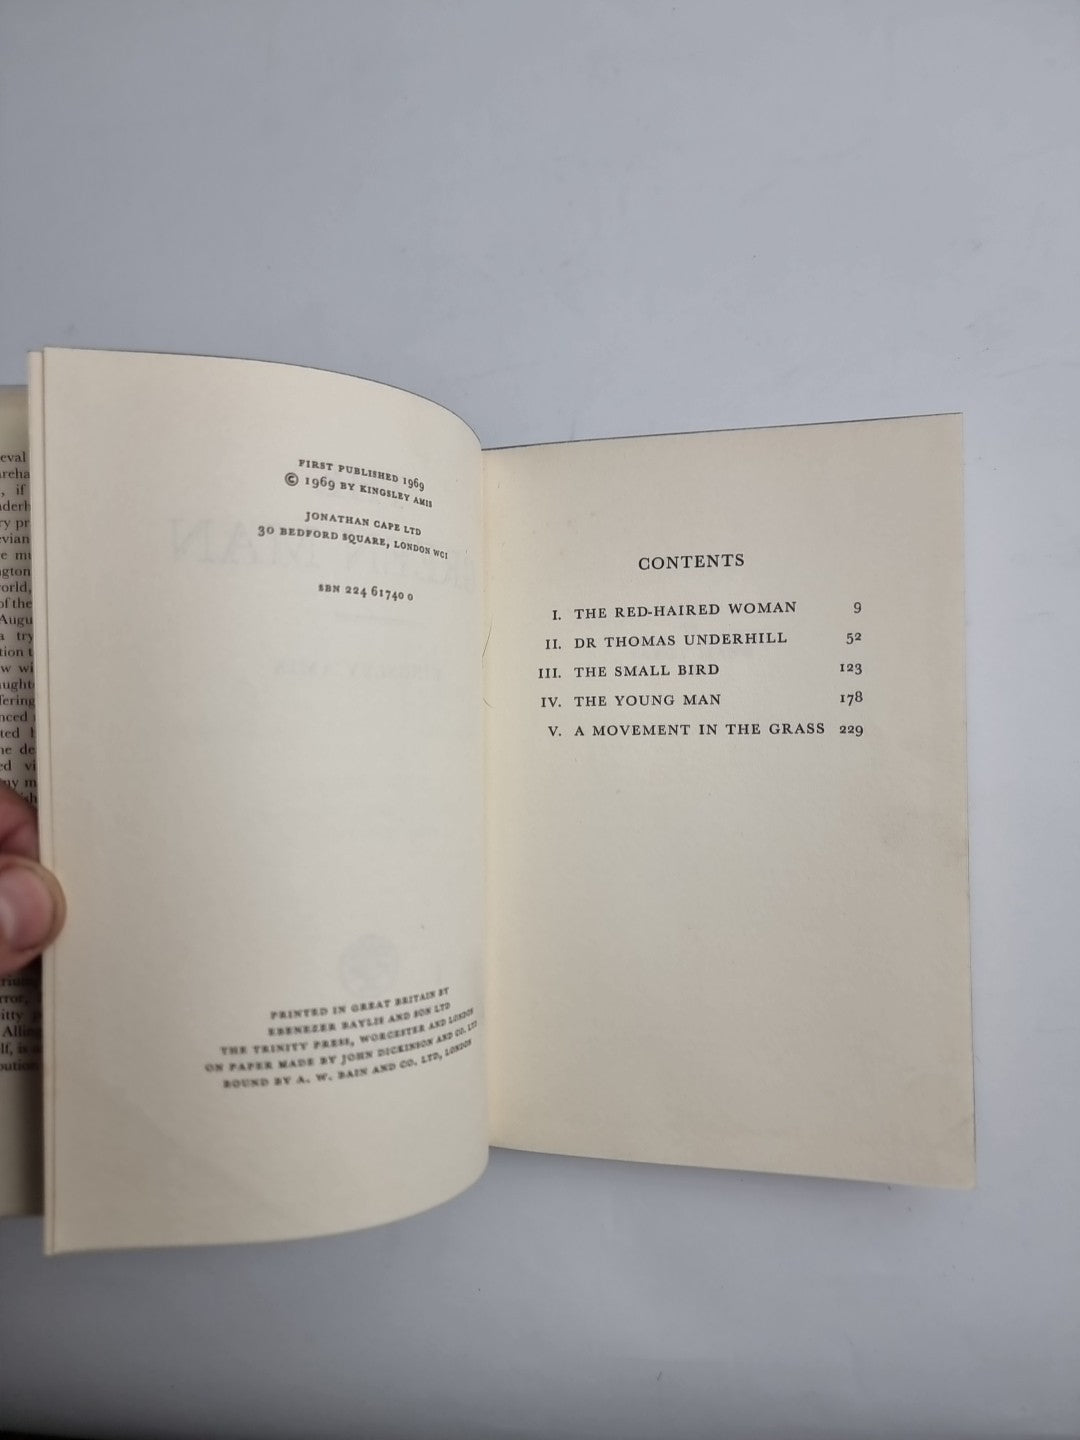 FIRST PUBLISHED 1969
© 1969 BY KINGSLEY AMIS
JONATHAN CAPE LTD
30 BEDFORD SQUARE, LONDON WC1
SBN 224 61740 0
PRINTED IN GREAT BRITAIN BY
EBENEZER BAYLIS AND SON LTD
THE TRINITY PRESS, WORCESTER AND LONDON
ON PAPER MADE BY JOHN DICKINSON AND CO. LTD
BOUND BY A. W. BAIN AND CO. LTD, LONDON
CONTENTS
I. THE RED-HAIRED WOMAN 9
II. DR THOMAS UNDERHILL 52
III. THE SMALL BIRD 123
IV. THE YOUNG MAN 178
V. A MOVEMENT IN THE GRASS 229